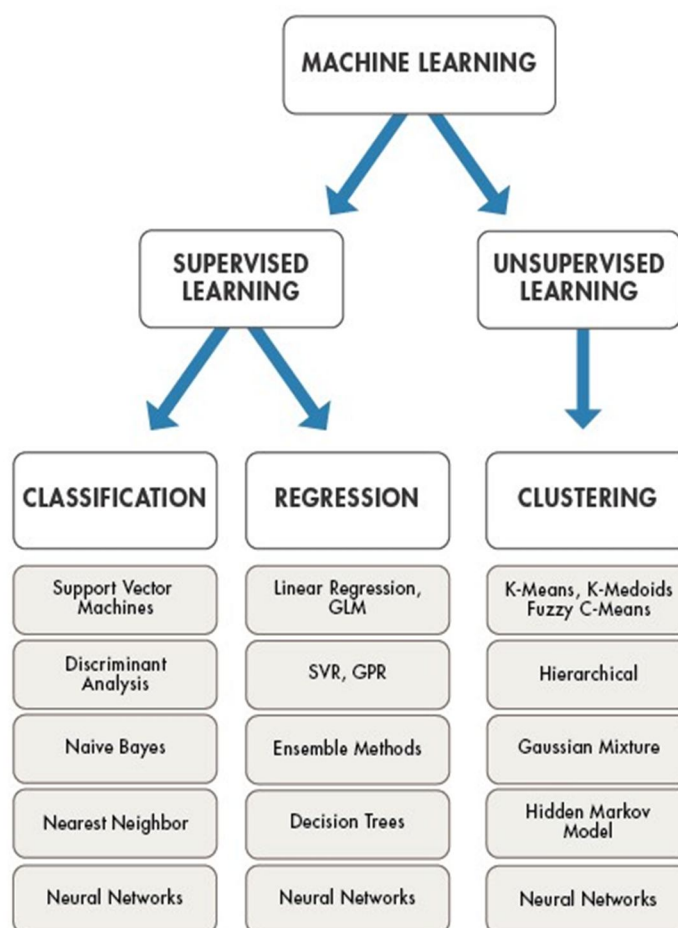 MACHINE LEARNING
SUPERVISED
LEARNING
UNSUPERVISED
LEARNING
CLASSIFICATION
Support Vector
Machines
Discriminant
Analysis
Naive Bayes
Nearest Neighbor
Neural Networks
REGRESSION
Linear Regression,
GLM
SVR, GPR
Ensemble Methods
Decision Trees
Neural Networks
CLUSTERING
K-Means, K-Medoids
Fuzzy C-Means
Hierarchical
Gaussian Mixture
Hidden Markov
Model
Neural Networks